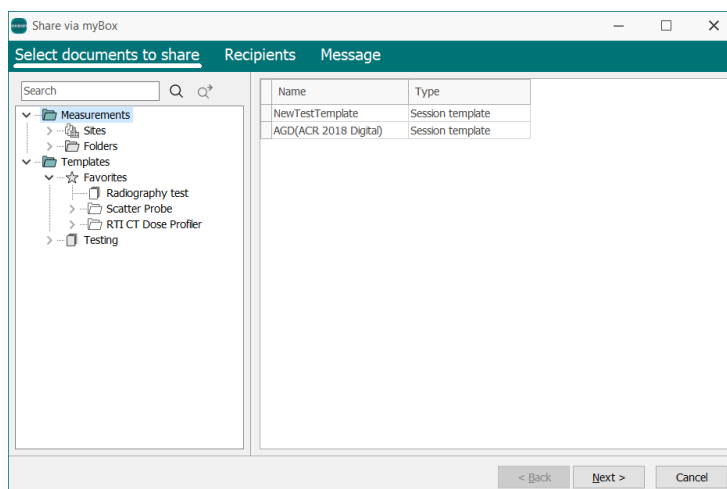 Share via myBox
Select documents to share Recipients Message
Search
Measurements
Sites
Folders
Templates
Favorites
Radiography test
Scatter Probe
RTI CT Dose Profiler
Testing
Name Type
NewTestTemplate Session template
AGD(ACR 2018 Digital) Session template
< Back Next > Cancel